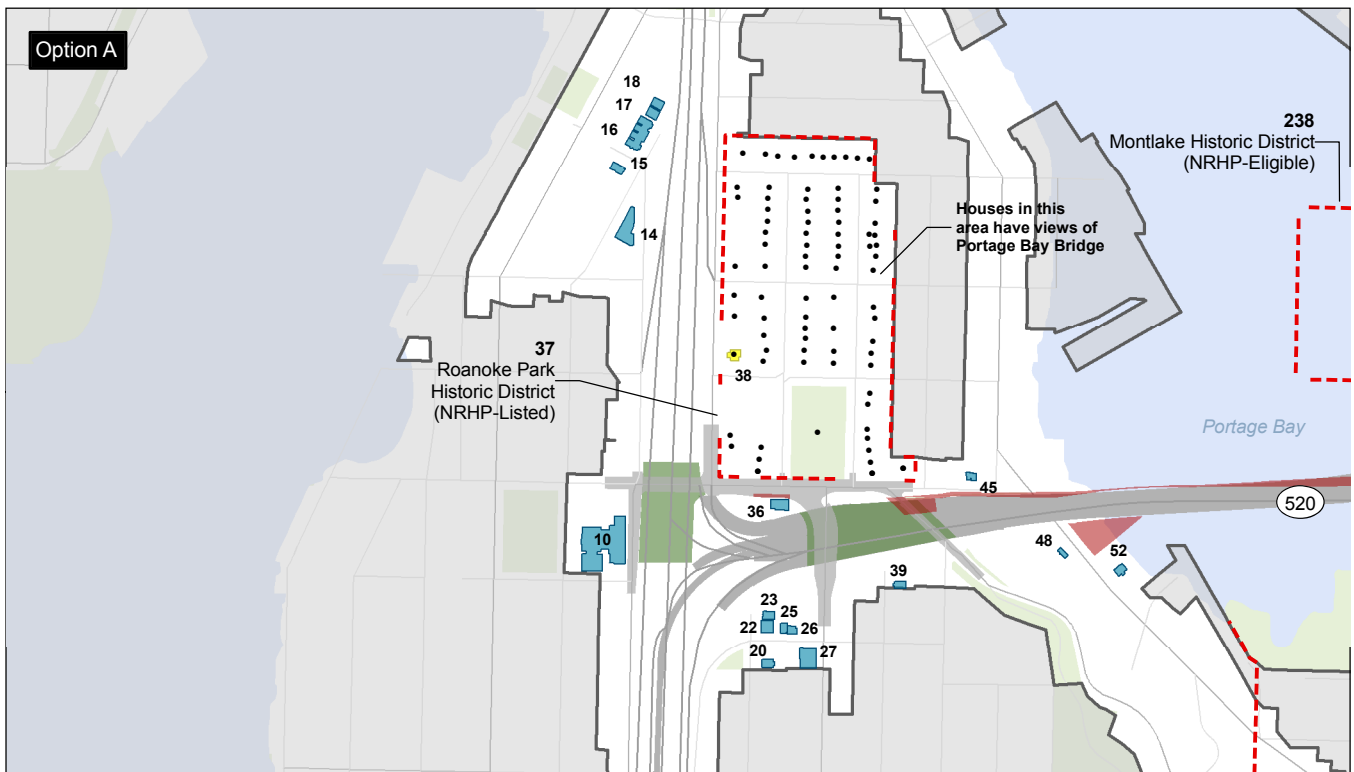 Option A
18
17
16
15
14
238
Montlake Historic District
(NRHP-Eligible)
Houses in this
area have views of
Portage Bay Bridge
37
Roanoke Park
Historic District
(NRHP-Listed)
38
Portage Bay
45
520
36
10
48
52
39
23
25
22
26
20
27